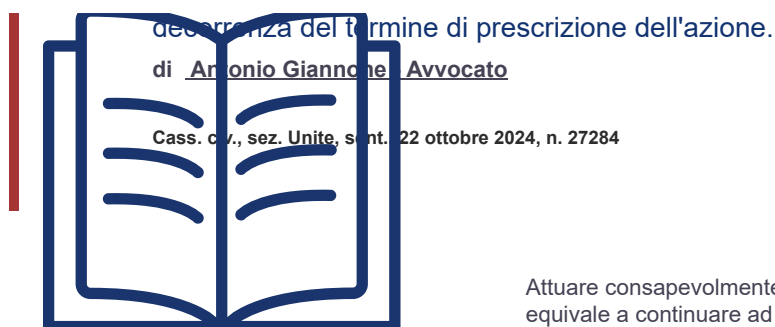 decorrenza del termine di prescrizione dell'azione.
di Antonio Giannone - Avvocato
Cass. civ., sez. Unite, sent. 22 ottobre 2024, n. 27284
Attuare consapevolmente
equivale a continuare ad